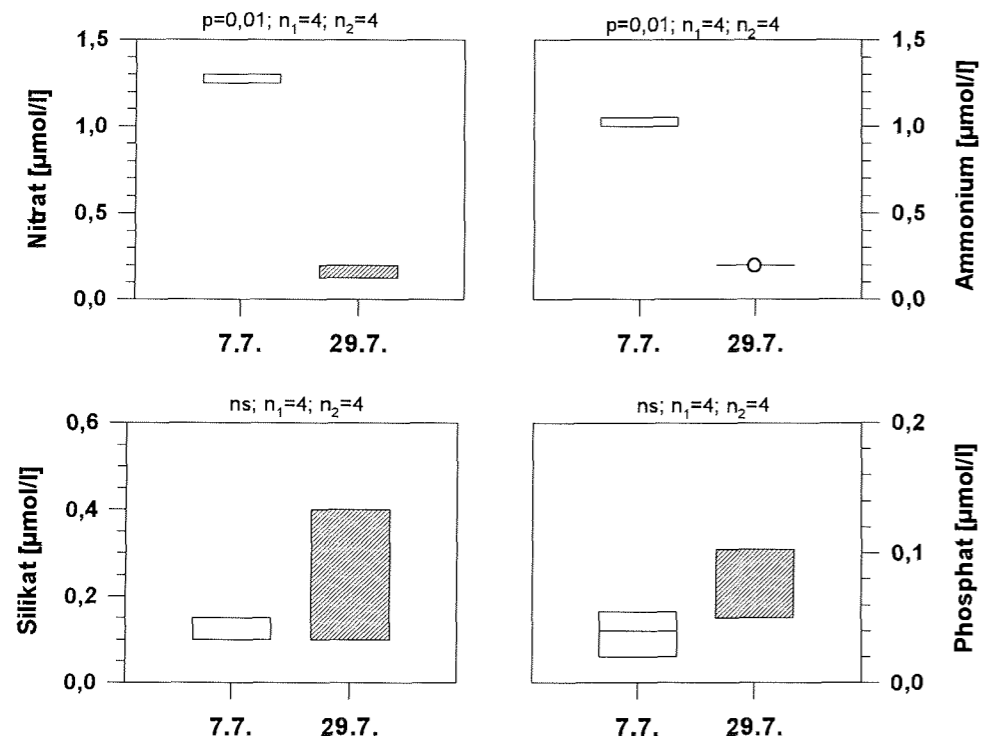 p=0,01; n₁=4; n₂=4
1,5
1,0
0,5
0,0
Nitrat [µmol/l]
7.7. 29.7.
p=0,01; n₁=4; n₂=4
1,5
1,0
0,5
0,0
Ammonium [µmol/l]
7.7. 29.7.
ns; n₁=4; n₂=4
0,6
0,4
0,2
0,0
Silikat [µmol/l]
7.7. 29.7.
ns; n₁=4; n₂=4
0,2
0,1
0,0
Phosphat [µmol/l]
7.7. 29.7.